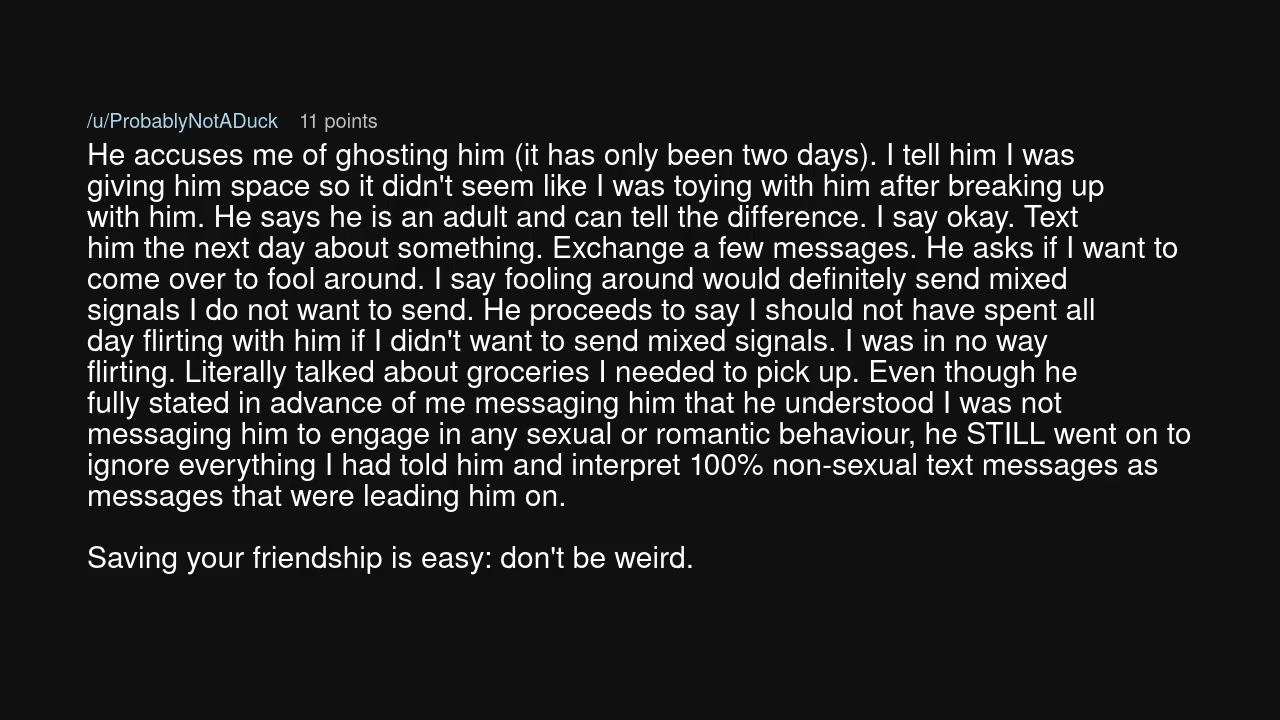 /u/ProbablyNotADuck 11 points
He accuses me of ghosting him (it has only been two days). I tell him I was
giving him space so it didn't seem like I was toying with him after breaking up
with him. He says he is an adult and can tell the difference. I say okay. Text
him the next day about something. Exchange a few messages. He asks if I want to
come over to fool around. I say fooling around would definitely send mixed
signals I do not want to send. He proceeds to say I should not have spent all
day flirting with him if I didn't want to send mixed signals. I was in no way
flirting. Literally talked about groceries I needed to pick up. Even though he
fully stated in advance of me messaging him that he understood I was not
messaging him to engage in any sexual or romantic behaviour, he STILL went on to
ignore everything I had told him and interpret 100% non-sexual text messages as
messages that were leading him on.
Saving your friendship is easy: don't be weird.